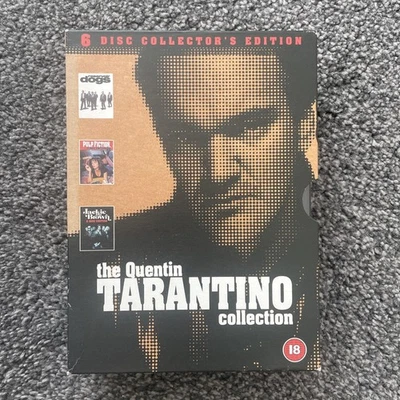 6 DISC COLLECTOR'S EDITION
dogs
PULP FICTION
Jackie
Brown
the Quentin
TARANTINO
collection
18